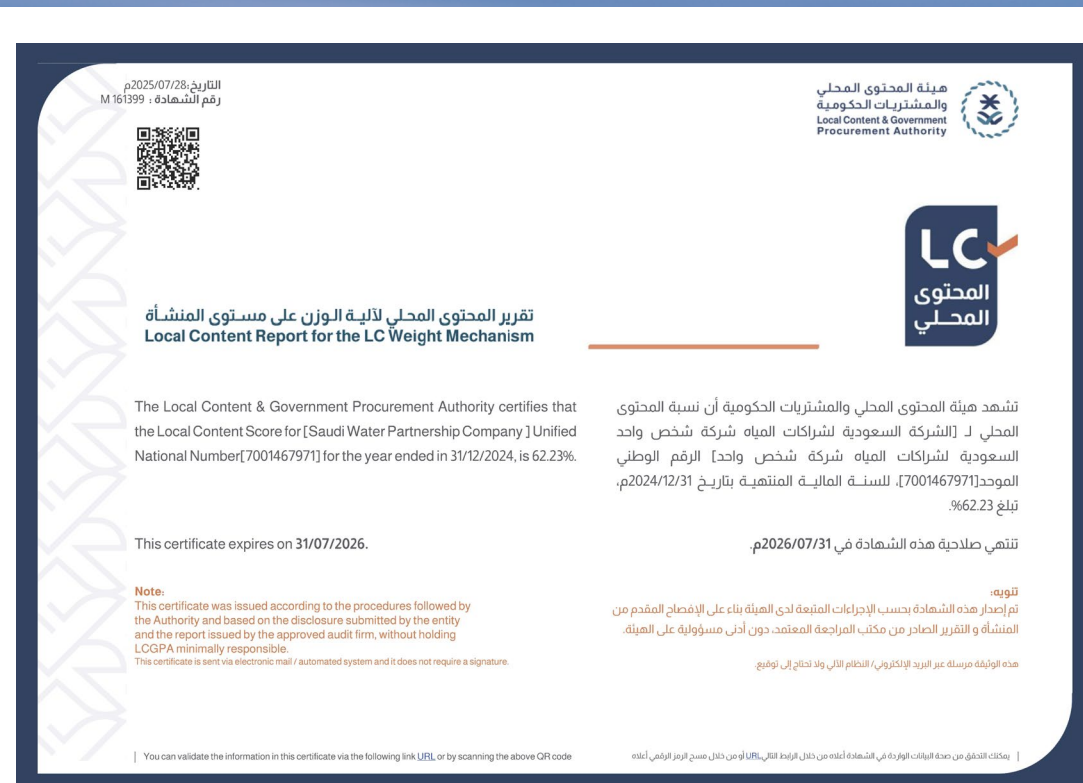 التاريخ:2025/07/28م
رقم الشهادة : M 161399
هيئة المحتوى المحلي
والمشتريات الحكومية
Local Content & Government
Procurement Authority
LC
المحتوى
المحلي
تقرير المحتوى المحلي لآلية الوزن على مستوى المنشأة
Local Content Report for the LC Weight Mechanism
The Local Content & Government Procurement Authority certifies that
the Local Content Score for [Saudi Water Partnership Company ] Unified
National Number[7001467971] for the year ended in 31/12/2024, is 62.23%.
تشهد هيئة المحتوى المحلي والمشتريات الحكومية أن نسبة المحتوى
المحلي لـ [الشركة السعودية لشراكات المياه شركة شخص واحد
السعودية لشراكات المياه شركة شخص واحد] الرقم الوطني
الموحد[7001467971]، للسنة المالية المنتهية بتاريخ 2024/12/31م،
تبلغ 62.23%.
This certificate expires on 31/07/2026.
تنتهي صلاحية هذه الشهادة في 2026/07/31م.
Note:
This certificate was issued according to the procedures followed by
the Authority and based on the disclosure submitted by the entity
and the report issued by the approved audit firm, without holding
LCGPA minimally responsible.
This certificate is sent via electronic mail / automated system and it does not require a signature.
تنويه:
تم إصدار هذه الشهادة بحسب الإجراءات المتبعة لدى الهيئة بناء على الإفصاح المقدم من
المنشأة و التقرير الصادر من مكتب المراجعة المعتمد، دون أدنى مسؤولية على الهيئة.
هذه الوثيقة مرسلة عبر البريد الإلكتروني/ النظام الآلي ولا تحتاج إلى توقيع.
You can validate the information in this certificate via the following link URL or by scanning the above QR code
يمكنك التحقق من صحة البيانات الواردة في الشهادة أعلاه من خلال الرابط التالي URL أو من خلال مسح الرمز الرقمي أعلاه